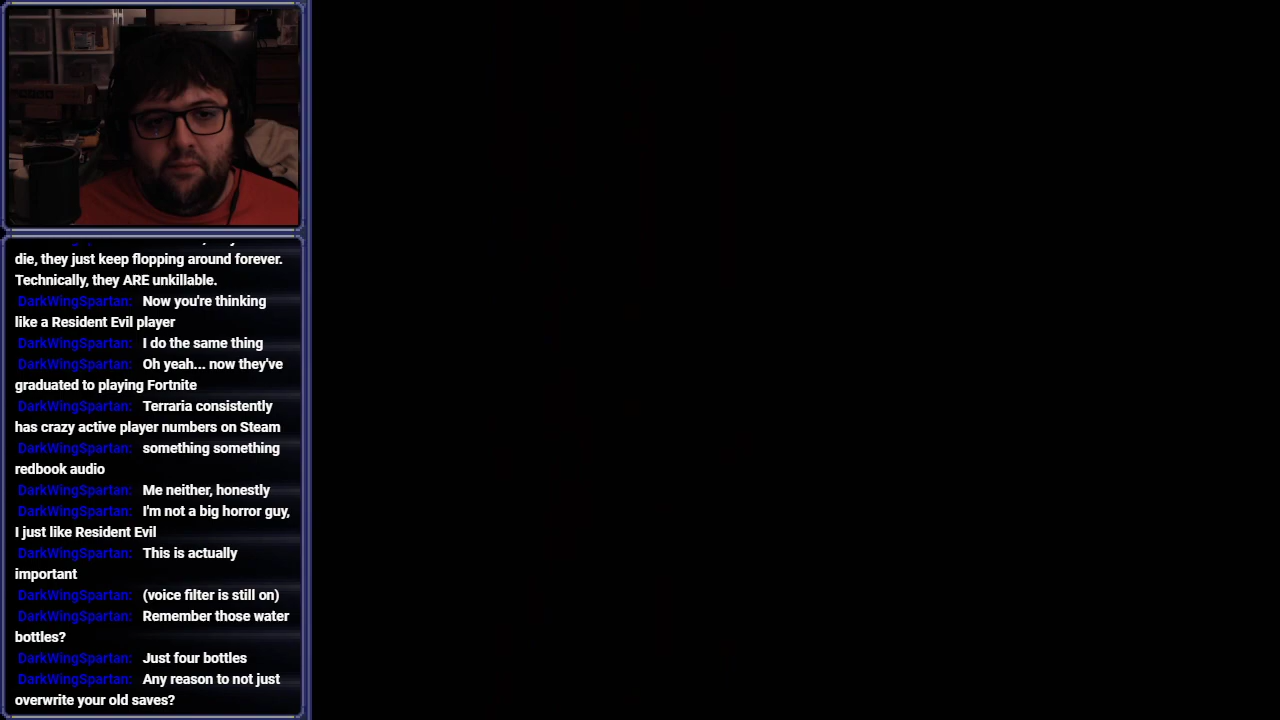 die, they just keep flopping around forever.
Technically, they ARE unkillable.
DarkWingSpartan: Now you're thinking
like a Resident Evil player
DarkWingSpartan: I do the same thing
DarkWingSpartan: Oh yeah... now they've
graduated to playing Fortnite
DarkWingSpartan: Terraria consistently
has crazy active player numbers on Steam
DarkWingSpartan: something something
redbook audio
DarkWingSpartan: Me neither, honestly
DarkWingSpartan: I'm not a big horror guy,
I just like Resident Evil
DarkWingSpartan: This is actually
important
DarkWingSpartan: (voice filter is still on)
DarkWingSpartan: Remember those water
bottles?
DarkWingSpartan: Just four bottles
DarkWingSpartan: Any reason to not just
overwrite your old saves?